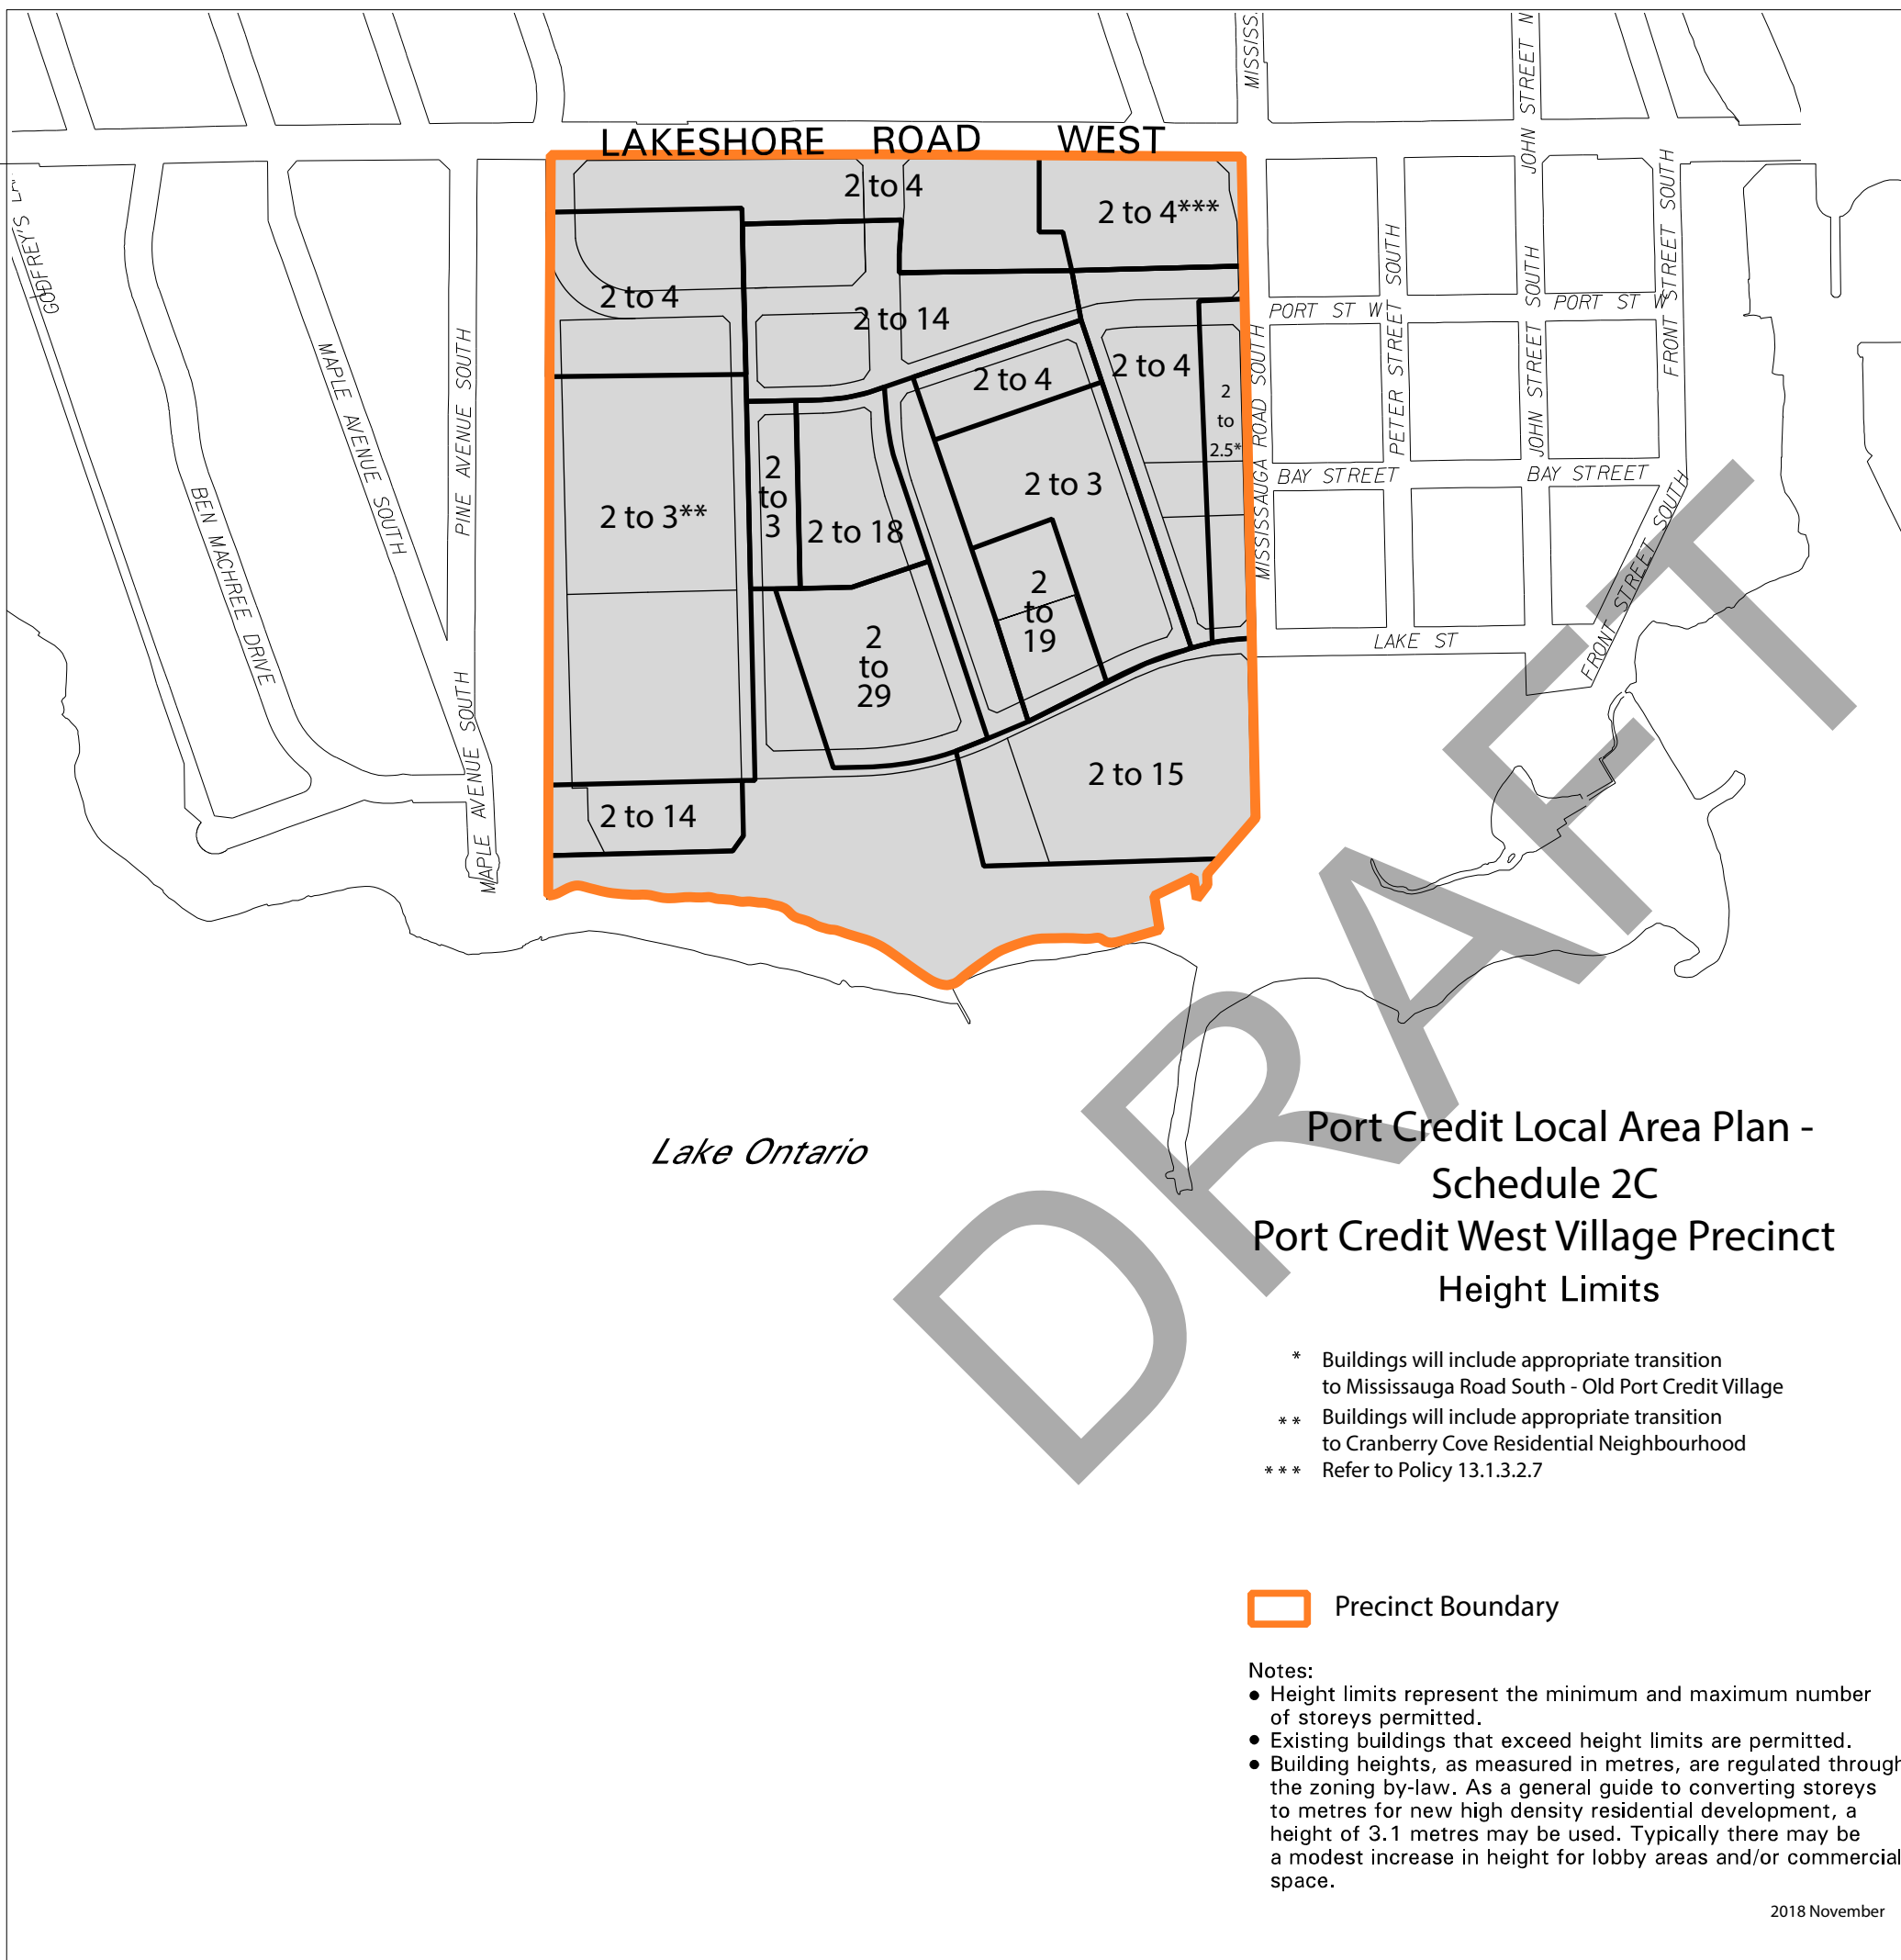 MISSISS.
JOHN STREET N
LAKESHORE ROAD WEST
2 to 4
2 to 4***
2 to 4
2 to 14
2 to 4
2 to 4
2
to
2.5*
2 to 3**
2
to
3
2 to 18
2 to 3
2
to
19
2
to
29
2 to 15
2 to 14
GODFREY'S
BEN MACHREE DRIVE
MAPLE AVENUE SOUTH
PINE AVENUE SOUTH
MAPLE AVENUE SOUTH
MISSISSAUGA ROAD SOUTH
PETER STREET SOUTH
JOHN STREET SOUTH
FRONT STREET SOUTH
PORT ST W
PORT ST W
BAY STREET
BAY STREET
LAKE ST
FRONT STREET SOUTH
Lake Ontario
DRAFT
Port Credit Local Area Plan -
Schedule 2C
Port Credit West Village Precinct
Height Limits
* Buildings will include appropriate transition
to Mississauga Road South - Old Port Credit Village
** Buildings will include appropriate transition
to Cranberry Cove Residential Neighbourhood
*** Refer to Policy 13.1.3.2.7
Precinct Boundary
Notes:
• Height limits represent the minimum and maximum number
of storeys permitted.
• Existing buildings that exceed height limits are permitted.
• Building heights, as measured in metres, are regulated through
the zoning by-law. As a general guide to converting storeys
to metres for new high density residential development, a
height of 3.1 metres may be used. Typically there may be
a modest increase in height for lobby areas and/or commercial
space.
2018 November